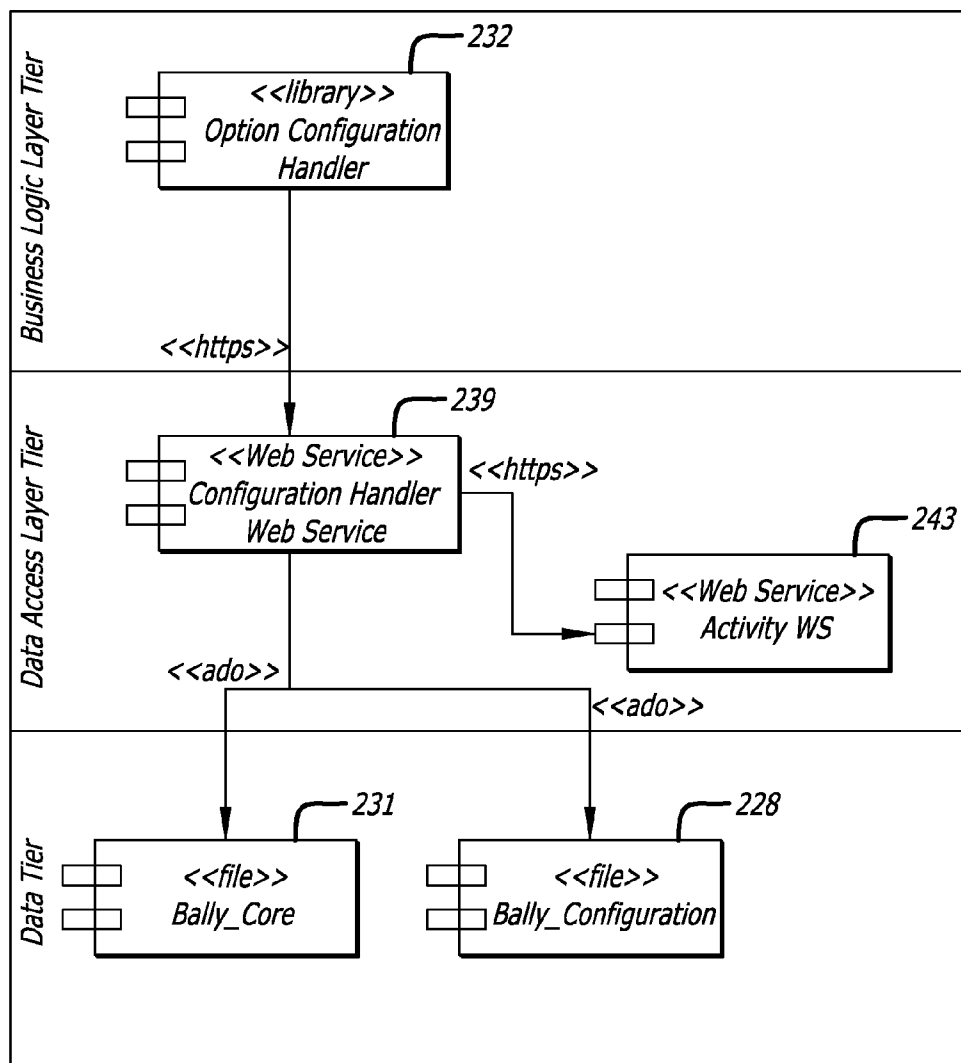 Business Logic Layer Tier
232
<<library>>
Option Configuration
Handler
<<https>>
Data Access Layer Tier
239
<<Web Service>>
Configuration Handler
Web Service
<<https>>
243
<<Web Service>>
Activity WS
<<ado>>
<<ado>>
Data Tier
231
<<file>>
Bally_Core
228
<<file>>
Bally_Configuration